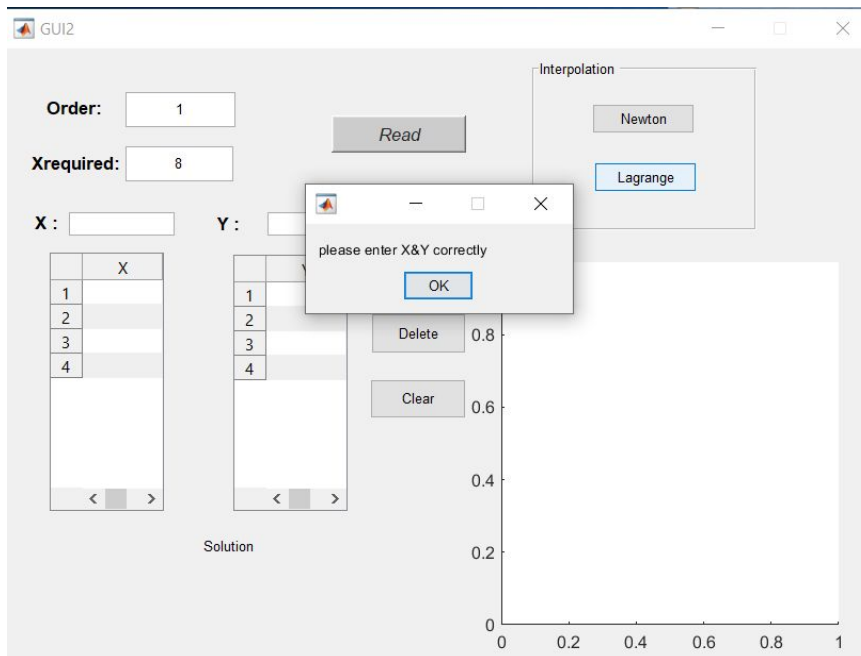 GUI2
Interpolation
Order: 1
Newton
Read
Xrequired: 8
Lagrange
X :
Y :
please enter X&Y correctly
OK
X
1
2
3
4
1
2
3
4
Delete
Clear
0.8
0.6
0.4
0.2
0
0 0.2 0.4 0.6 0.8 1
Solution